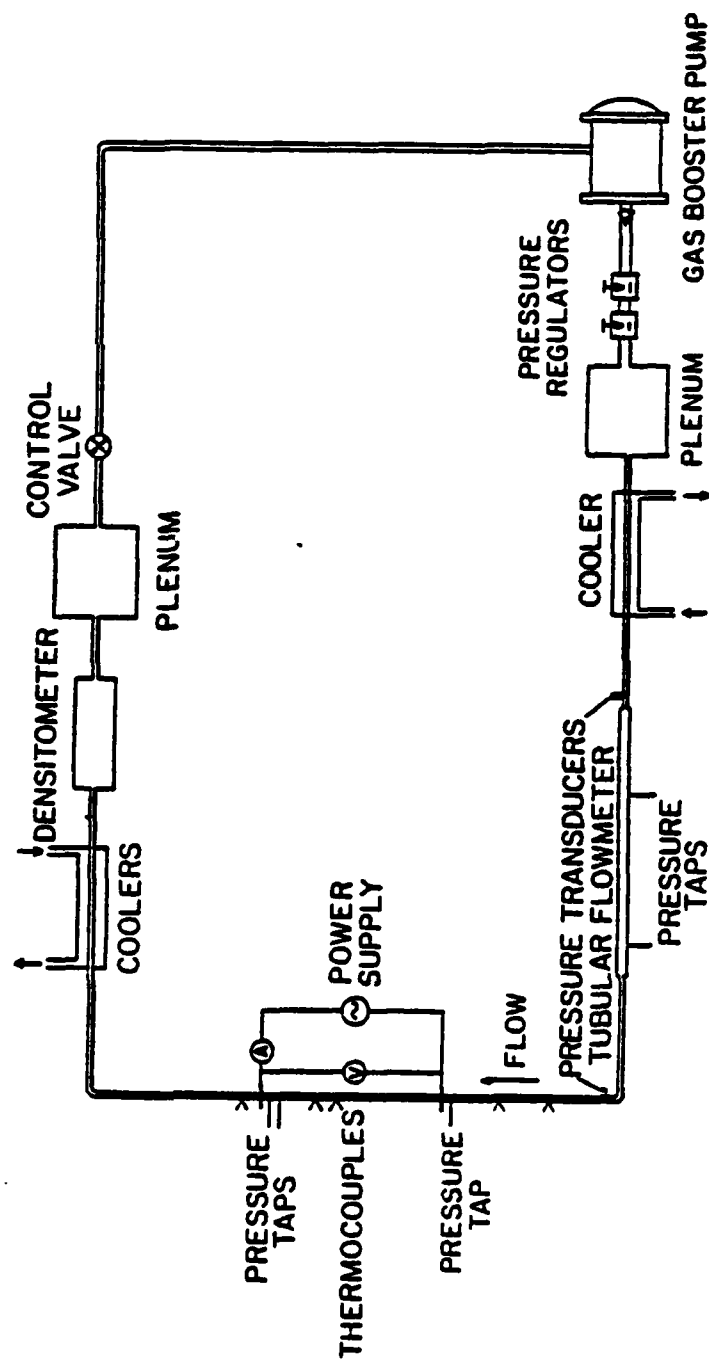 DENSITOMETER
CONTROL
VALVE
COOLERS
PLENUM
PRESSURE
TAPS
A
THERMOCOUPLES
V
POWER
SUPPLY
PRESSURE
TAP
FLOW
PRESSURE TRANSDUCERS
TUBULAR FLOWMETER
PRESSURE
TAPS
COOLER
PLENUM
PRESSURE
REGULATORS
GAS BOOSTER PUMP